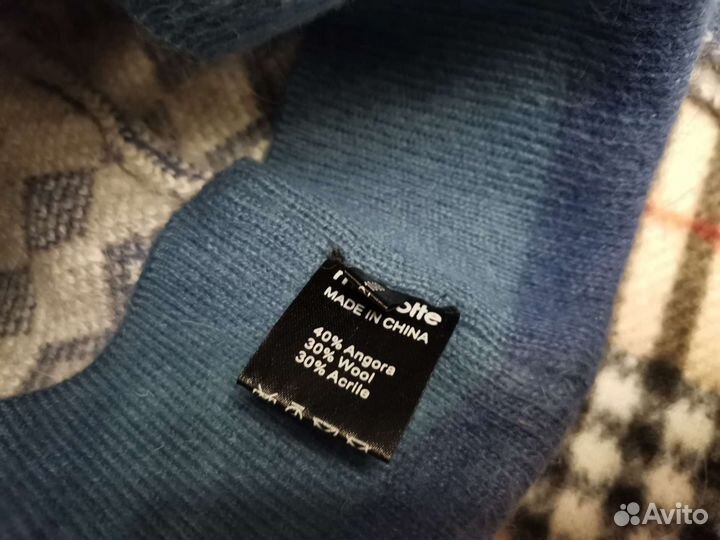 MADE IN CHINA
40% Angora
30% Wool
30% Acrile
Avito